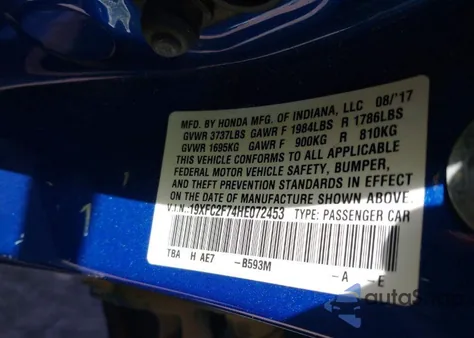 MFD. BY HONDA MFG. OF INDIANA, LLC 08/'17
GVWR 3737LBS GAWR F 1984LBS R 1786LBS
GVWR 1695KG GAWR F 900KG R 810KG
THIS VEHICLE CONFORMS TO ALL APPLICABLE
FEDERAL MOTOR VEHICLE SAFETY, BUMPER,
AND THEFT PREVENTION STANDARDS IN EFFECT
ON THE DATE OF MANUFACTURE SHOWN ABOVE.
V.I.N. 19XFC2F74HE072453 TYPE: PASSENGER CAR
TBA H AE7 -B593M -A -E
1